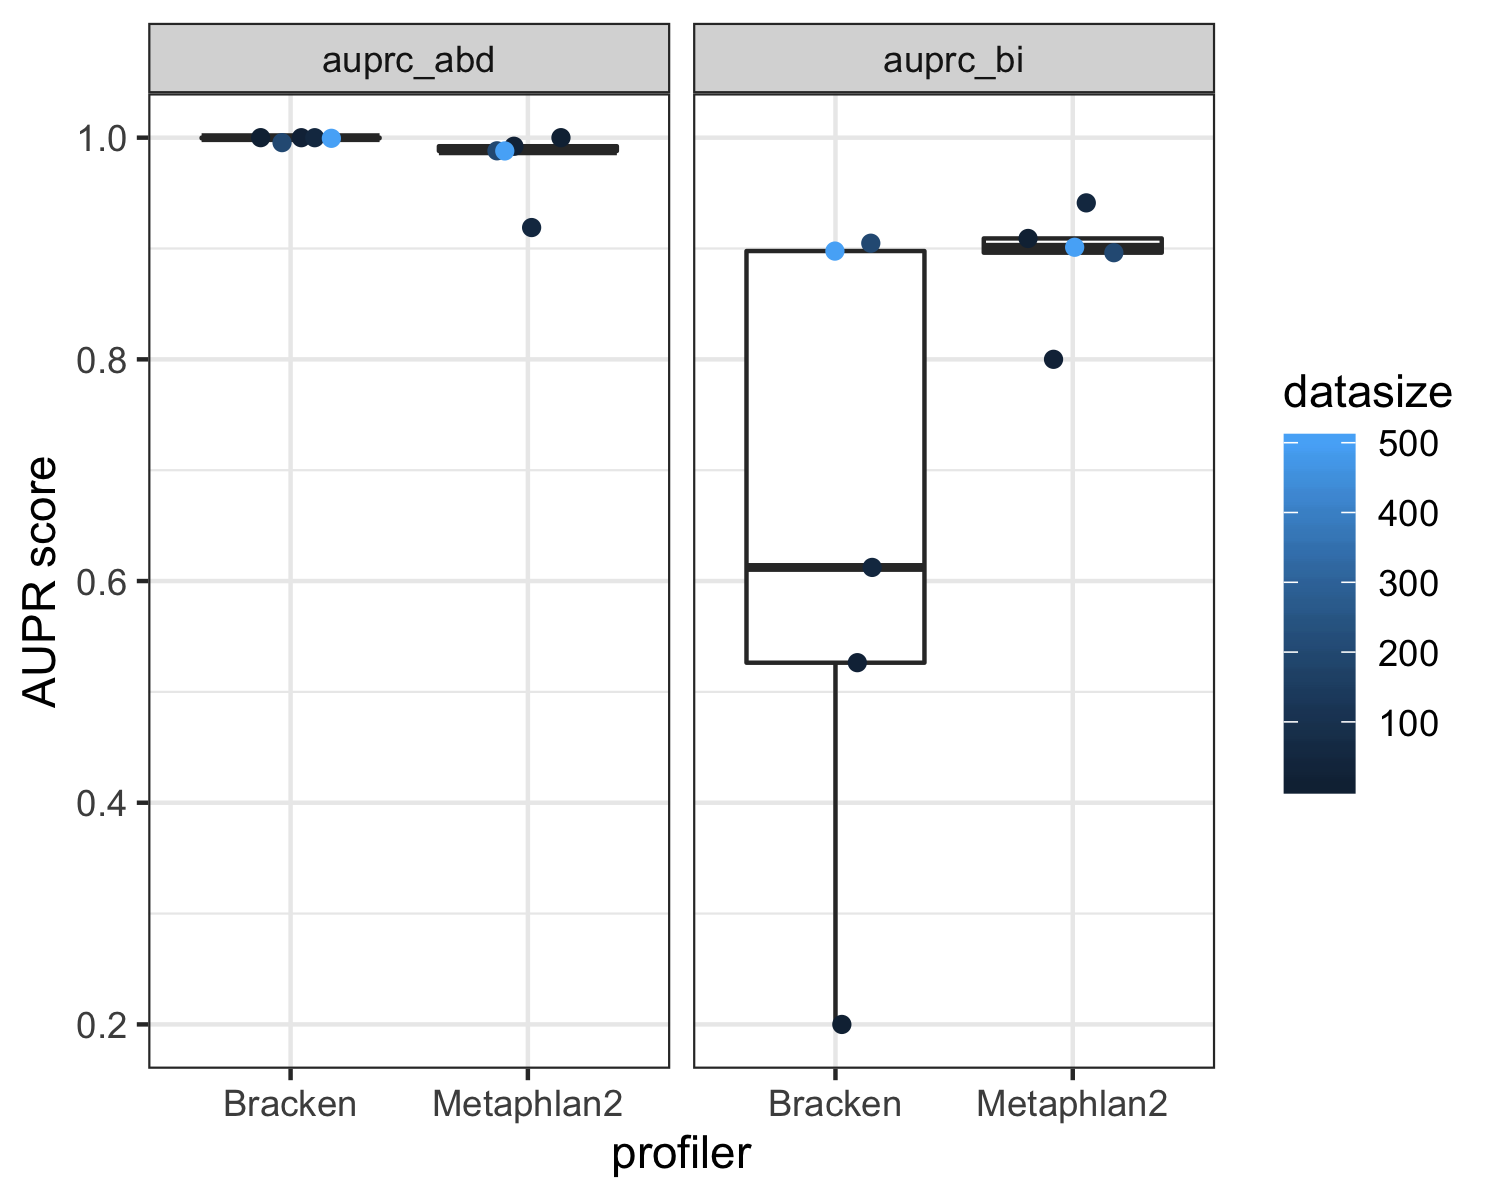 auprc_abd
auprc_bi
AUPR score
1.0
0.8
0.6
0.4
0.2
Bracken
Metaphlan2
Bracken
Metaphlan2
profiler
datasize
500
400
300
200
100